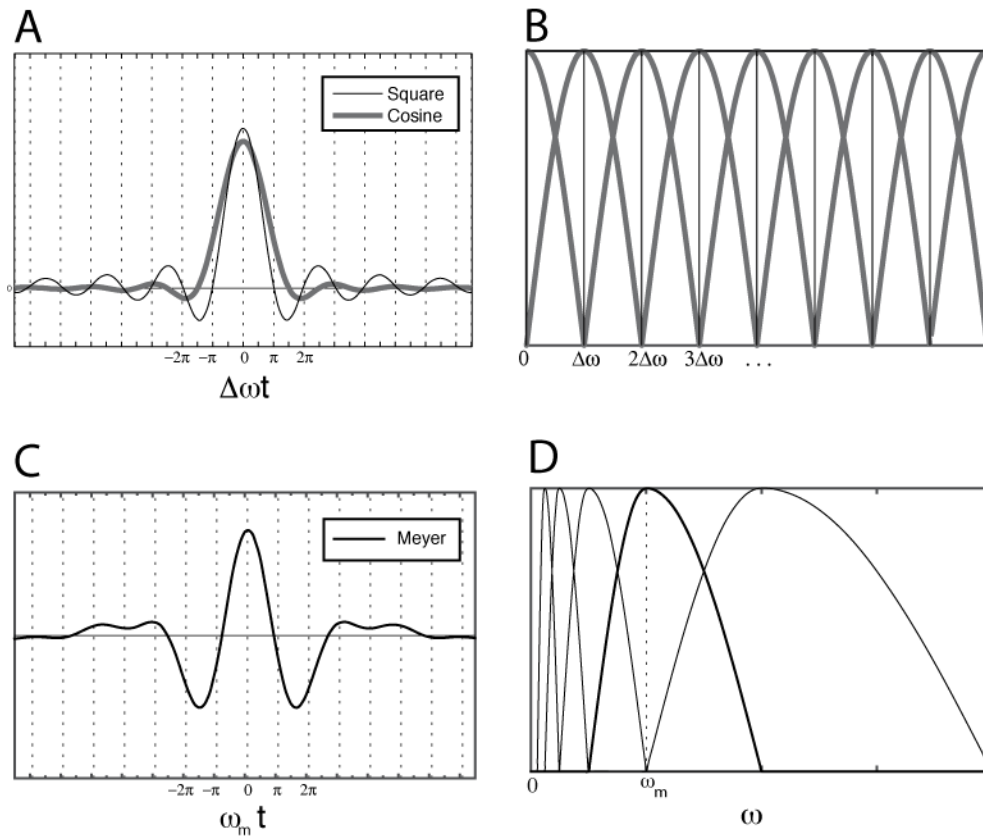 A
Square
Cosine
0
−2π −π 0 π 2π
Δωt
B
0 Δω 2Δω 3Δω ...
C
Meyer
−2π −π 0 π 2π
ω_m t
D
0 ω_m
ω